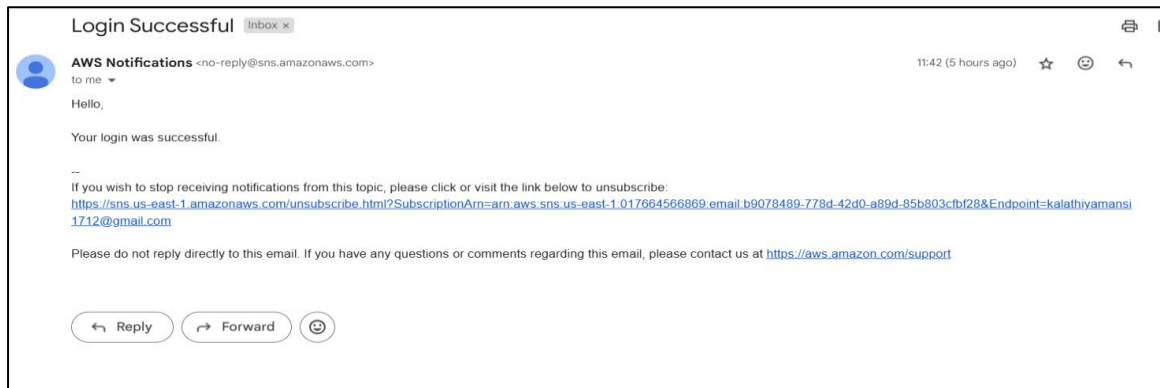 Login Successful Inbox ×
AWS Notifications <no-reply@sns.amazonaws.com> 11:42 (5 hours ago)
to me
Hello,
Your login was successful.
--
If you wish to stop receiving notifications from this topic, please click or visit the link below to unsubscribe:
https://sns.us-east-1.amazonaws.com/unsubscribe.html?SubscriptionArn=arn:aws:sns:us-east-1:017664566869:email:b9078489-778d-42d0-a89d-85b803cfbf28&Endpoint=kalathiyamansi
1712@gmail.com
Please do not reply directly to this email. If you have any questions or comments regarding this email, please contact us at https://aws.amazon.com/support
Reply Forward